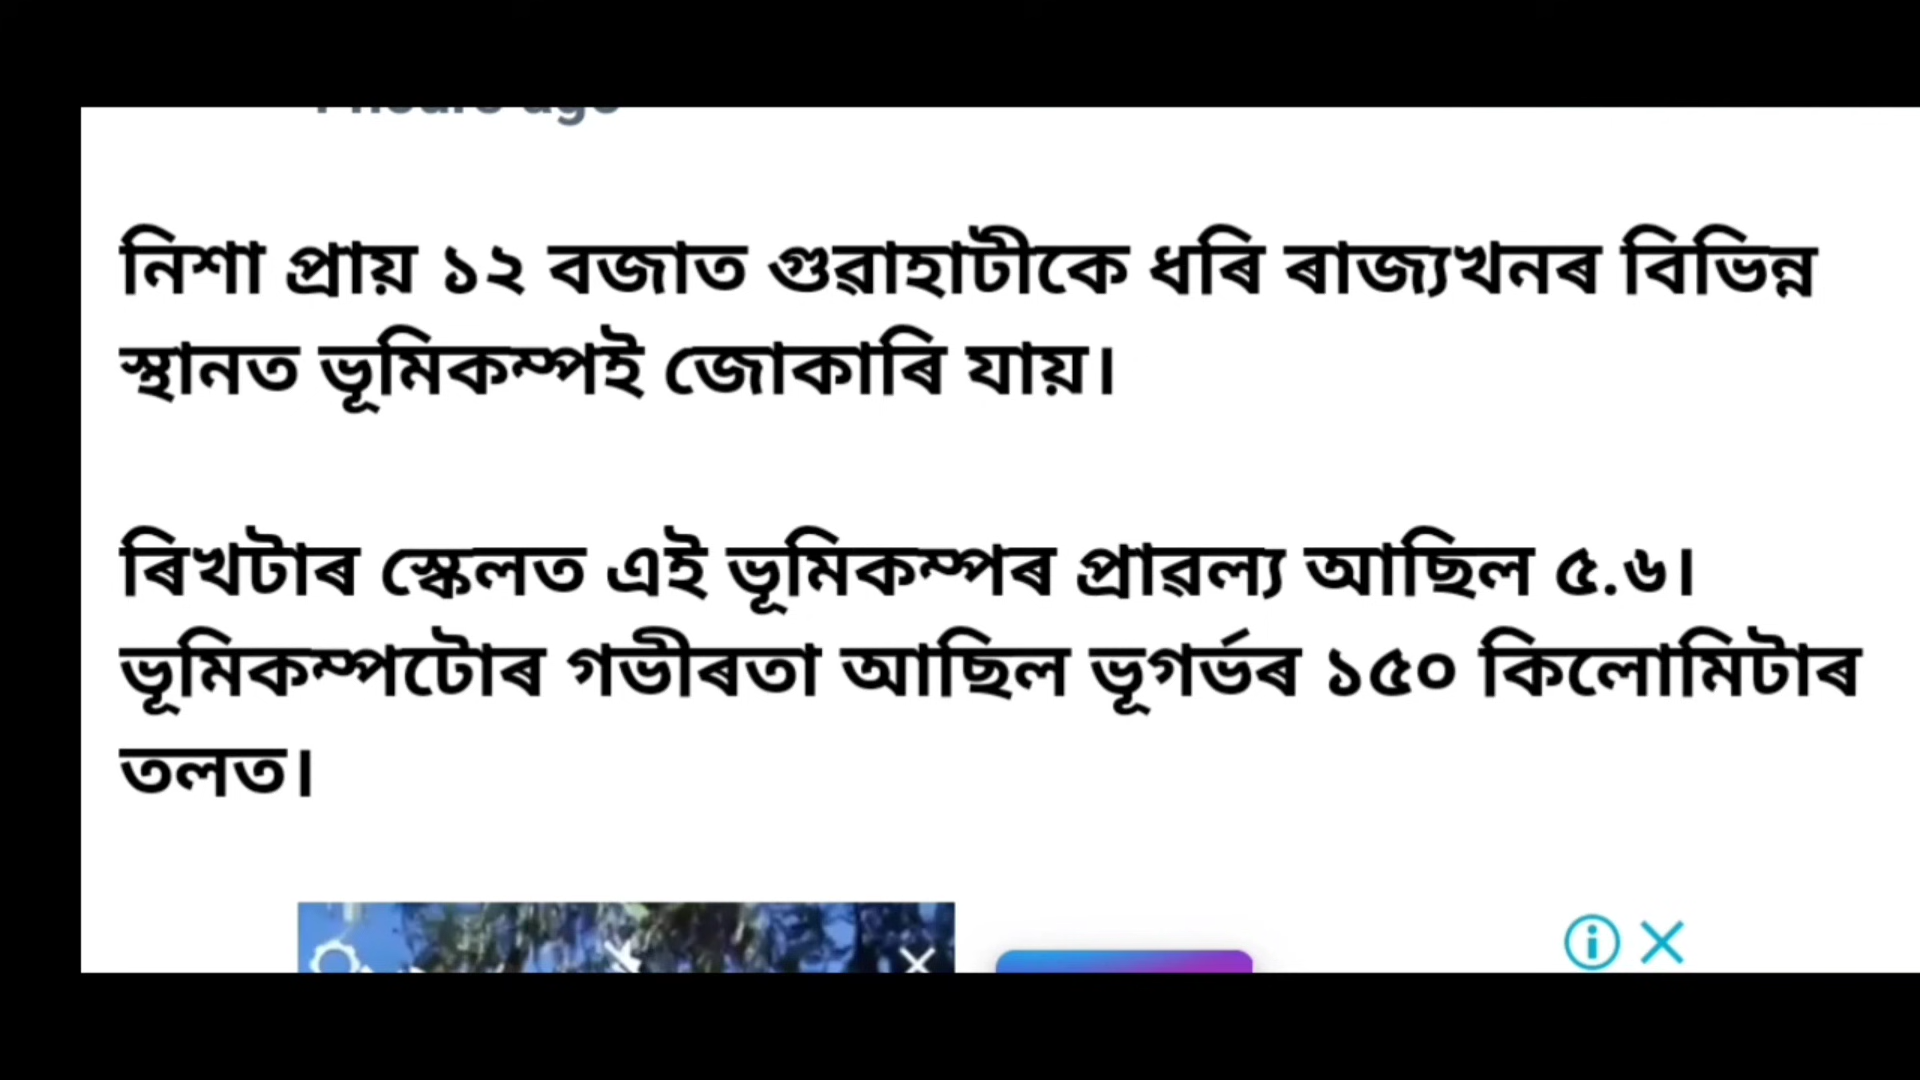 নিশা প্ৰায় ১২ বজাত গুৱাহাটীকে ধৰি ৰাজ্যখনৰ বিভিন্ন
স্থানত ভূমিকম্পই জোকাৰি যায়।
ৰিখটাৰ স্কেলত এই ভূমিকম্পৰ প্ৰাৱল্য আছিল ৫.৬।
ভূমিকম্পটোৰ গভীৰতা আছিল ভূগৰ্ভৰ ১৫০ কিলোমিটাৰ
তলত।